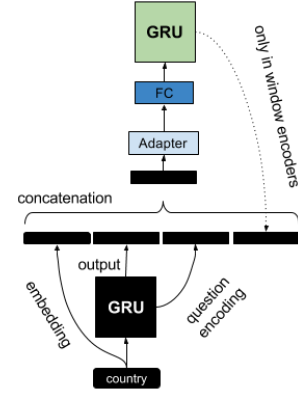 GRU
only in window encoders
FC
Adapter
concatenation
output
embedding
GRU
question
encoding
country